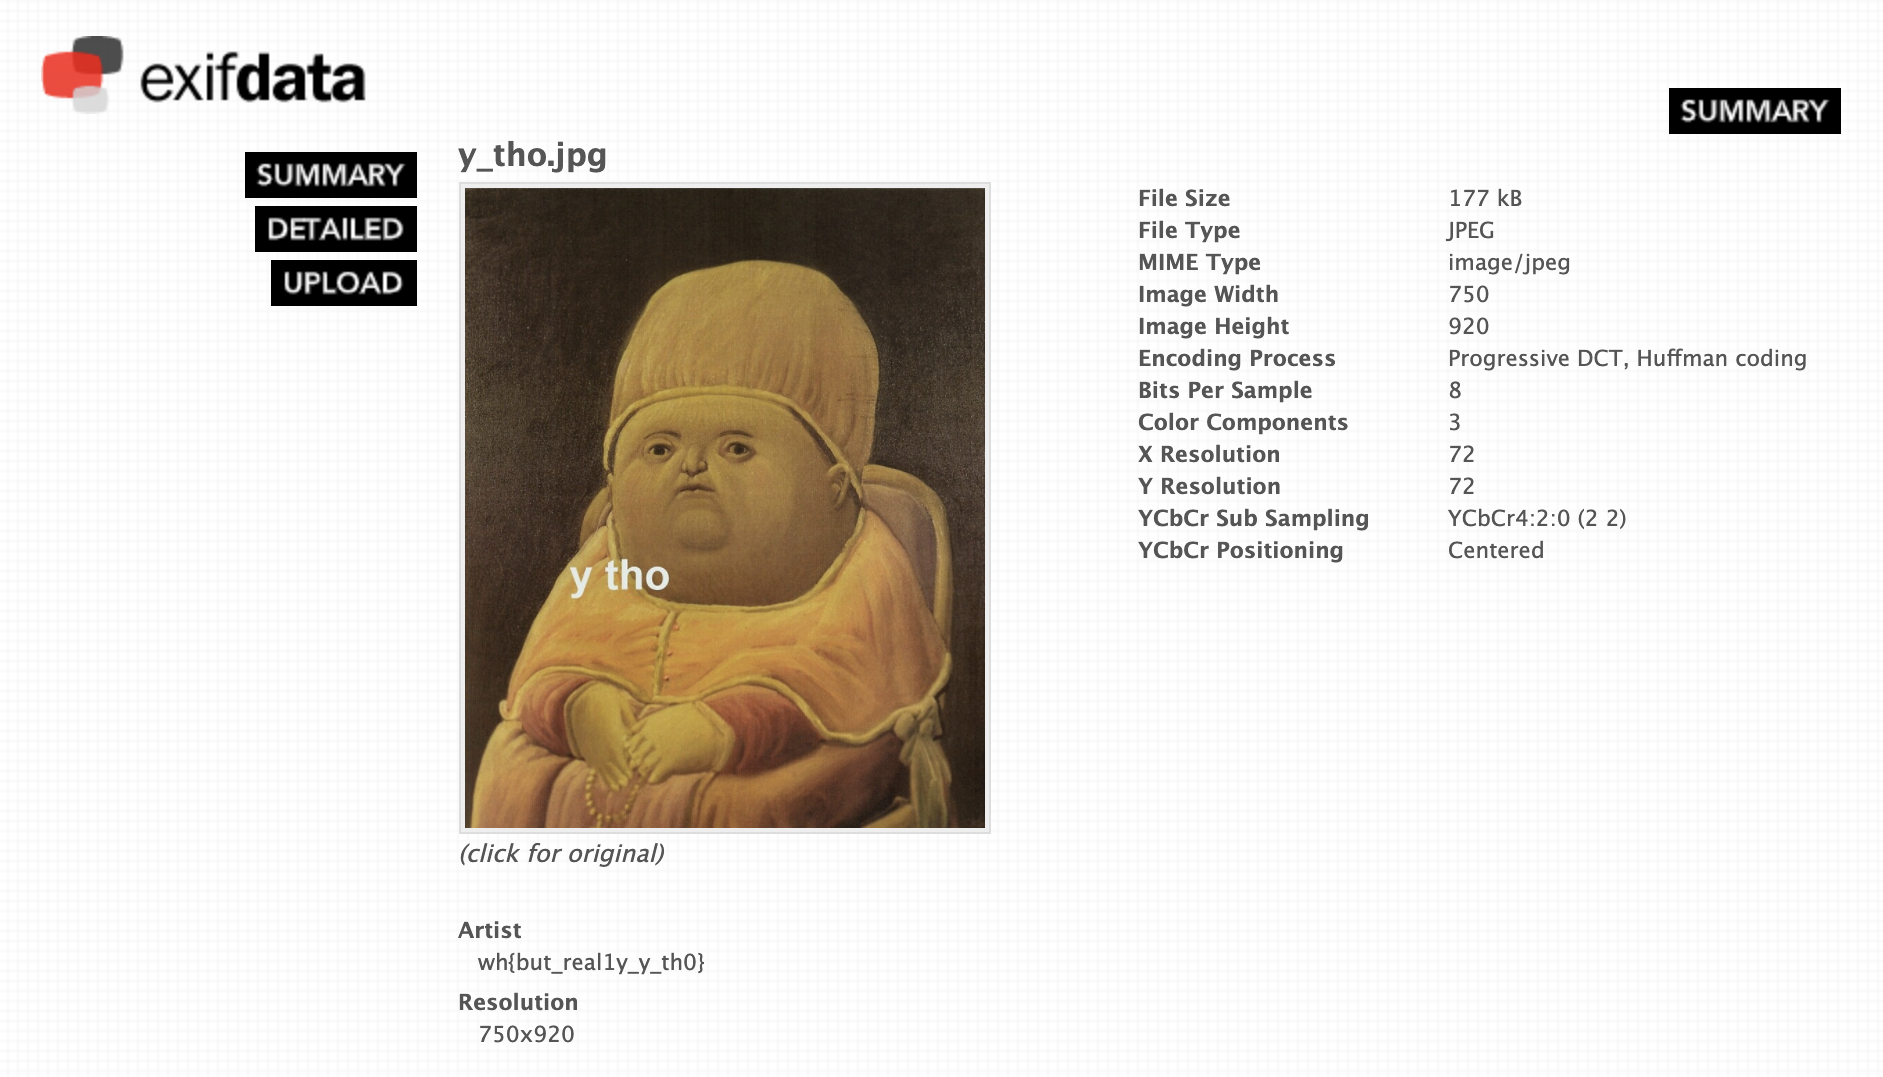 exifdata
SUMMARY
SUMMARY
DETAILED
UPLOAD
y_tho.jpg
y tho
(click for original)
Artist
wh{but_real1y_y_th0}
Resolution
750x920
File Size 177 kB
File Type JPEG
MIME Type image/jpeg
Image Width 750
Image Height 920
Encoding Process Progressive DCT, Huffman coding
Bits Per Sample 8
Color Components 3
X Resolution 72
Y Resolution 72
YCbCr Sub Sampling YCbCr4:2:0 (2 2)
YCbCr Positioning Centered